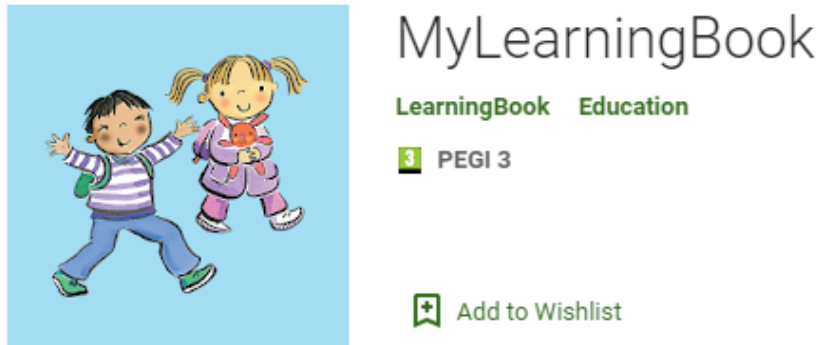 MyLearningBook
LearningBook Education
3 PEGI 3
Add to Wishlist